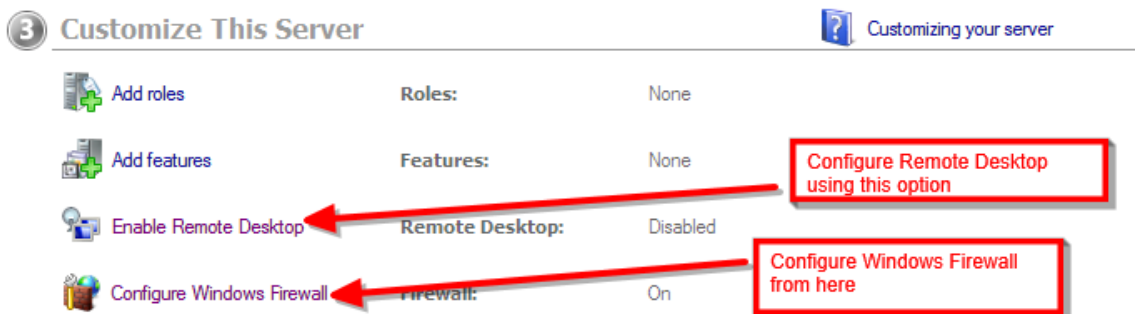 3 Customize This Server
? Customizing your server
Add roles Roles: None
Add features Features: None
Configure Remote Desktop
using this option
Enable Remote Desktop Remote Desktop: Disabled
Configure Windows Firewall
from here
Configure Windows Firewall Firewall: On